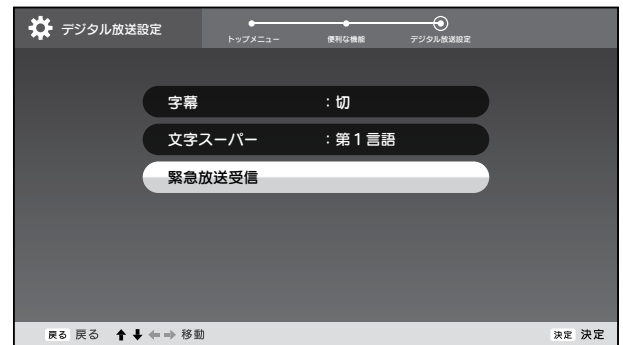 デジタル放送設定
トップメニュー 便利な機能 デジタル放送設定
字幕 :切
文字スーパー :第1言語
緊急放送受信
戻る 戻る 移動 決定 決定